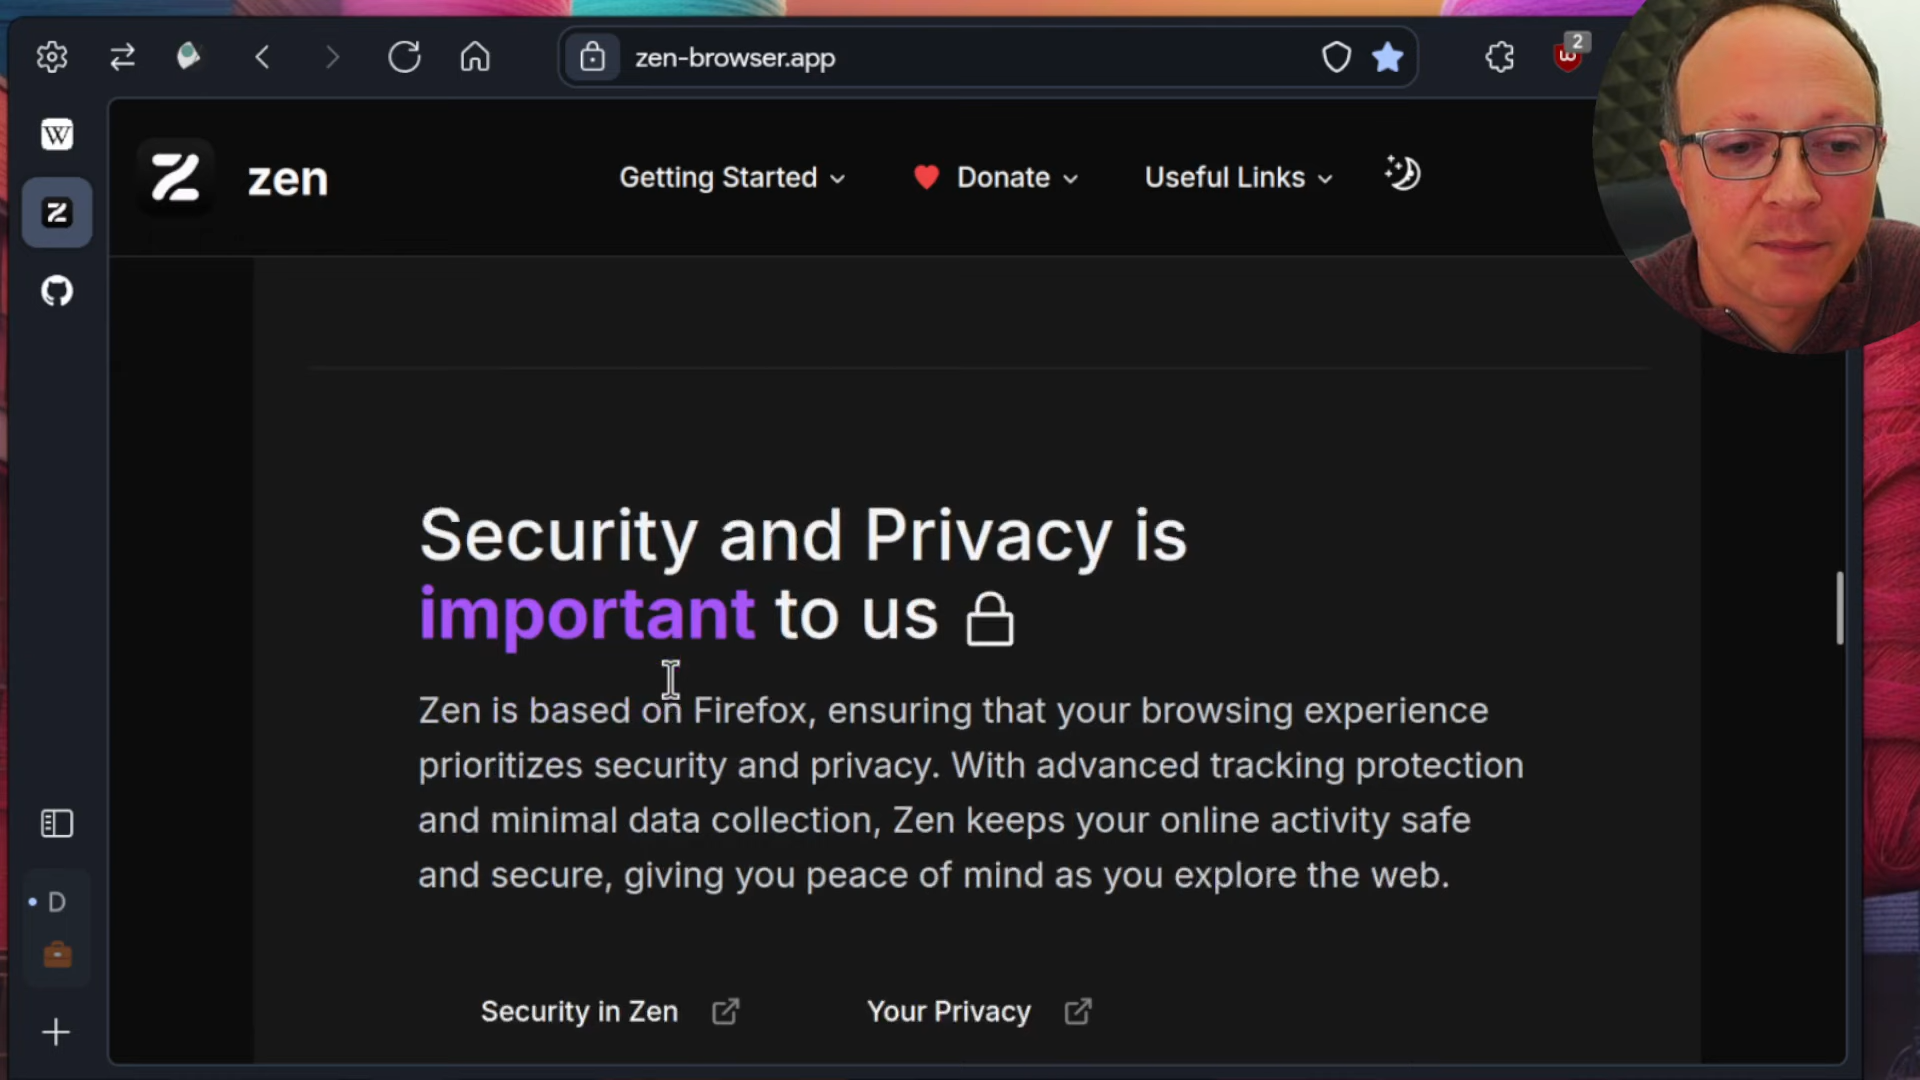 zen-browser.app
2
W
zen
Getting Started
Donate
Useful Links
Security and Privacy is
important to us
Zen is based on Firefox, ensuring that your browsing experience
prioritizes security and privacy. With advanced tracking protection
and minimal data collection, Zen keeps your online activity safe
and secure, giving you peace of mind as you explore the web.
D
Security in Zen
Your Privacy